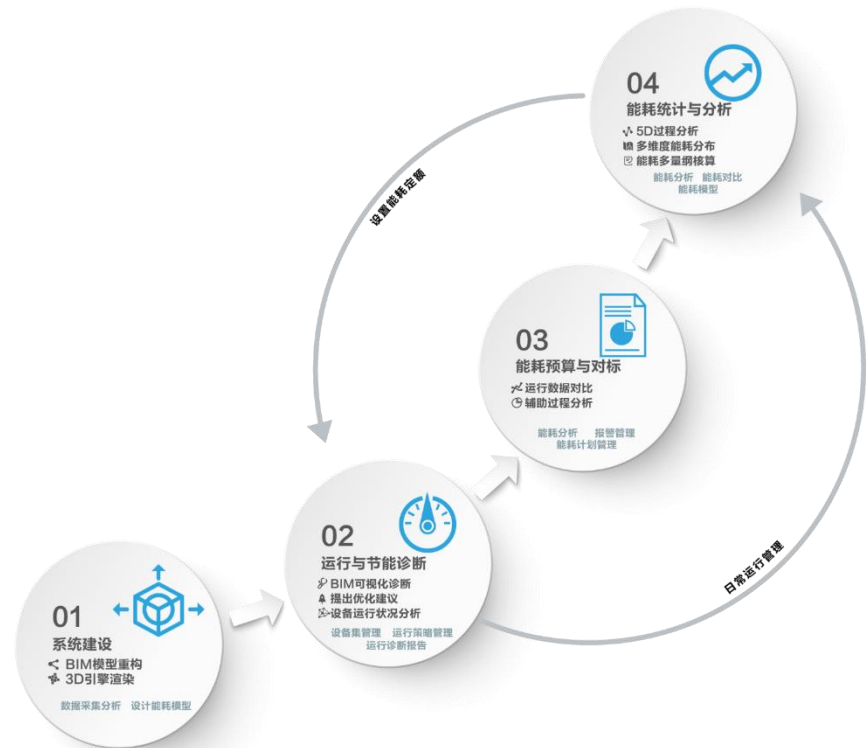 04
能耗统计与分析
5D过程分析
多维度能耗分布
能耗多量纲核算
能耗分析 能耗对比
能耗模型
设置能耗定额
03
能耗预算与对标
运行数据对比
辅助过程分析
能耗分析 报警管理
能耗计划管理
02
运行与节能诊断
BIM可视化诊断
提出优化建议
设备运行状况分析
设备集管理 运行策略管理
运行诊断报告
日常运行管理
01
系统建设
BIM模型重构
3D引擎渲染
数据采集分析 设计能耗模型